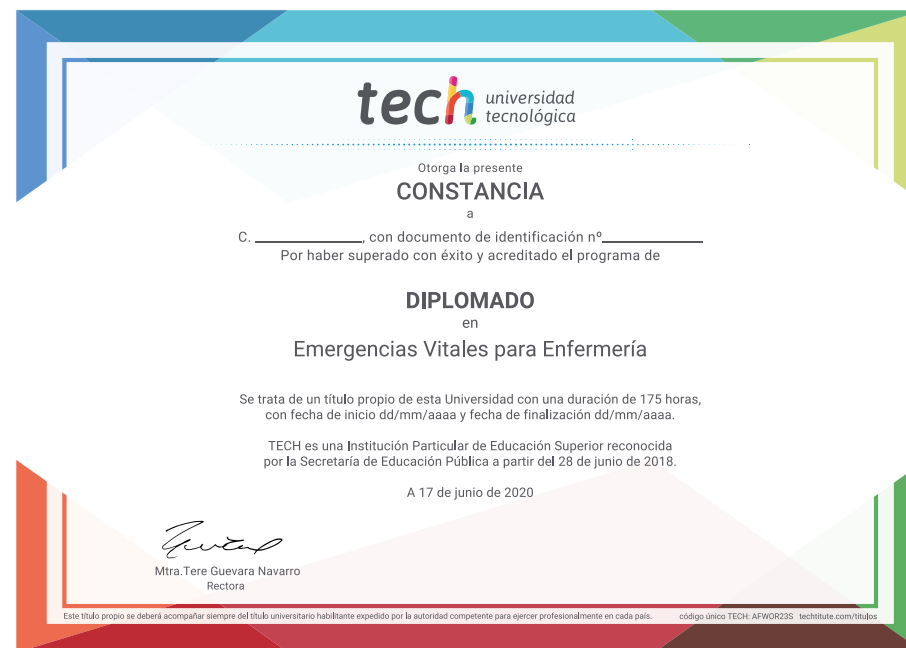 tech universidad
tecnológica
Otorga la presente
CONSTANCIA
a
C. ____________, con documento de identificación nº____________
Por haber superado con éxito y acreditado el programa de
DIPLOMADO
en
Emergencias Vitales para Enfermería
Se trata de un título propio de esta Universidad con una duración de 175 horas,
con fecha de inicio dd/mm/aaaa y fecha de finalización dd/mm/aaaa.
TECH es una Institución Particular de Educación Superior reconocida
por la Secretaría de Educación Pública a partir del 28 de junio de 2018.
A 17 de junio de 2020
Mtra.Tere Guevara Navarro
Rectora
Este título propio se deberá acompañar siempre del título universitario habilitante expedido por la autoridad competente para ejercer profesionalmente en cada país. código único TECH: AFWOR23S techtitute.com/titulos